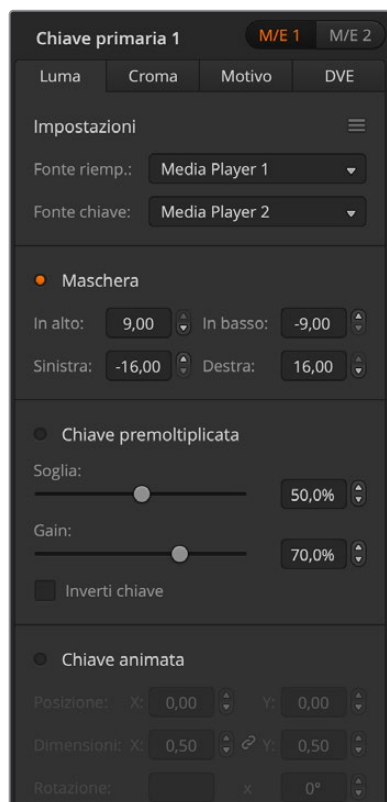 Chiave primaria 1 M/E 1 M/E 2
Luma Croma Motivo DVE
Impostazioni
Fonte riemp.: Media Player 1
Fonte chiave: Media Player 2
Maschera
In alto: 9,00 In basso: -9,00
Sinistra: -16,00 Destra: 16,00
Chiave premoltiplicata
Soglia:
50,0%
Gain:
70,0%
Inverti chiave
Chiave animata
Posizione: X: 0,00 Y: 0,00
Dimensioni: X: 0,50 Y: 0,50
Rotazione: x 0°